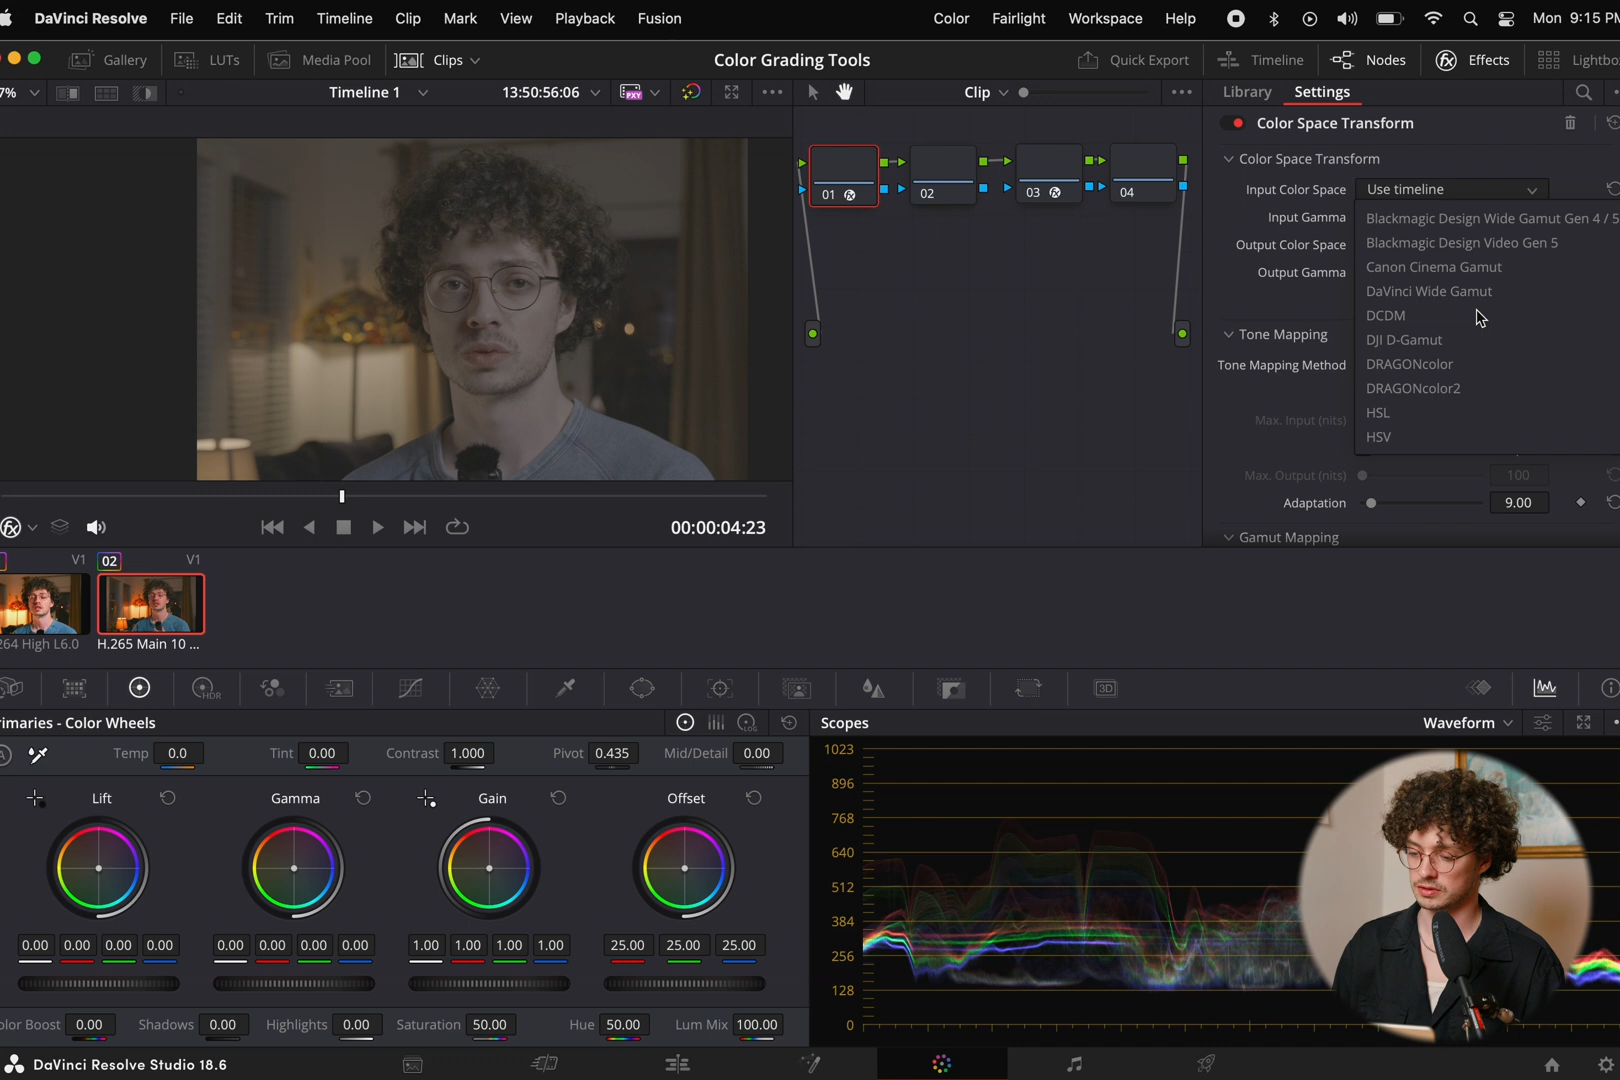 DaVinci Resolve File Edit Trim Timeline Clip Mark View Playback Fusion Color Fairlight Workspace Help Mon 9:15 PM
Gallery LUTs Media Pool Clips Color Grading Tools Quick Export Timeline Nodes Effects Lightbo
7% Timeline 1 13:50:56:06 PXY Clip Library Settings
Color Space Transform
Color Space Transform
Input Color Space Use timeline
Input Gamma
Output Color Space
Output Gamma
Blackmagic Design Wide Gamut Gen 4 / 5
Blackmagic Design Video Gen 5
Canon Cinema Gamut
DaVinci Wide Gamut
DCDM
DJI D-Gamut
DRAGONcolor
DRAGONcolor2
HSL
HSV
01 02 03 04
Tone Mapping
Tone Mapping Method
Max. Input (nits)
Max. Output (nits) 100
Adaptation 9.00
Gamut Mapping
00:00:04:23
V1 02 V1
264 High L6.0 H.265 Main 10 ...
HDR 3D
rimaries - Color Wheels LOG Scopes Waveform
A Temp 0.0 Tint 0.00 Contrast 1.000 Pivot 0.435 Mid/Detail 0.00
Lift Gamma Gain Offset
0.00 0.00 0.00 0.00 0.00 0.00 0.00 0.00 1.00 1.00 1.00 1.00 25.00 25.00 25.00
olor Boost 0.00 Shadows 0.00 Highlights 0.00 Saturation 50.00 Hue 50.00 Lum Mix 100.00
1023
896
768
640
512
384
256
128
0
DaVinci Resolve Studio 18.6